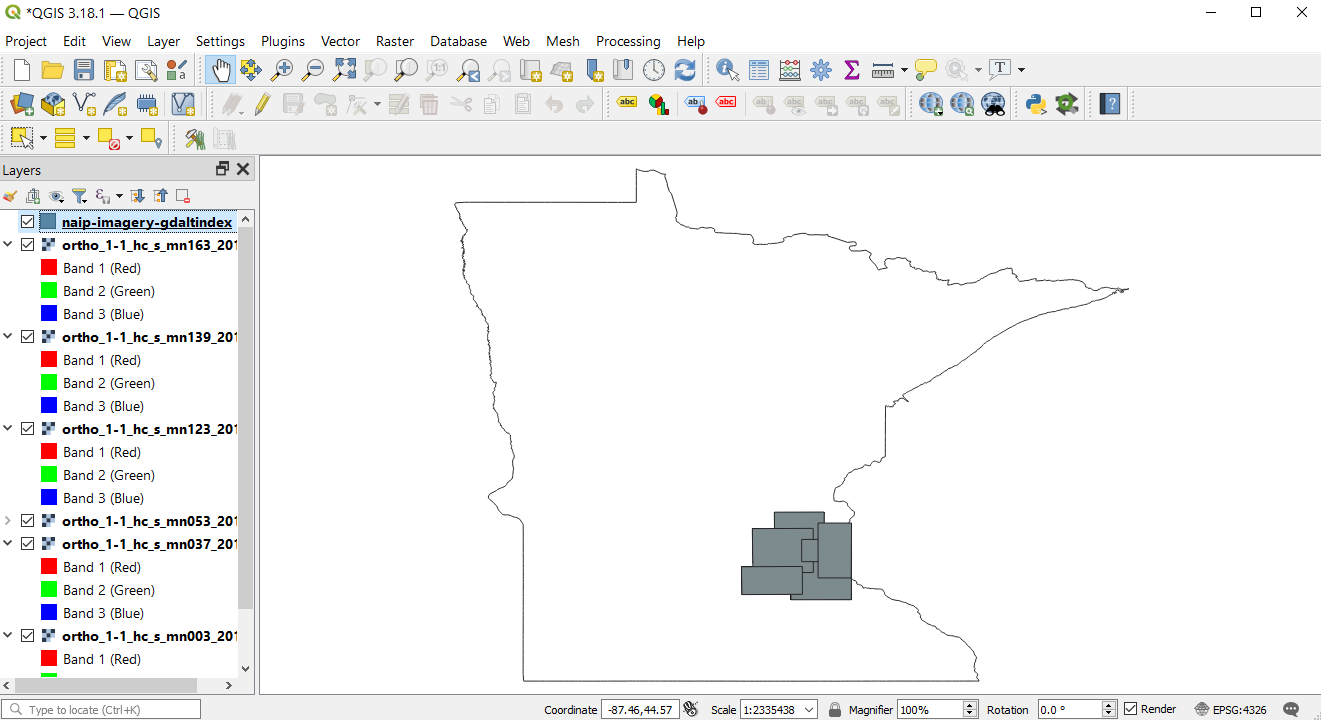 *QGIS 3.18.1 — QGIS
Project Edit View Layer Settings Plugins Vector Raster Database Web Mesh Processing Help
Layers
naip-imagery-gdaltindex
ortho_1-1_hc_s_mn163_201
Band 1 (Red)
Band 2 (Green)
Band 3 (Blue)
ortho_1-1_hc_s_mn139_201
Band 1 (Red)
Band 2 (Green)
Band 3 (Blue)
ortho_1-1_hc_s_mn123_201
Band 1 (Red)
Band 2 (Green)
Band 3 (Blue)
ortho_1-1_hc_s_mn053_201
ortho_1-1_hc_s_mn037_201
Band 1 (Red)
Band 2 (Green)
Band 3 (Blue)
ortho_1-1_hc_s_mn003_201
Band 1 (Red)
Type to locate (Ctrl+K) Coordinate -87.46,44.57 Scale 1:2335438 Magnifier 100% Rotation 0.0 ° Render EPSG:4326